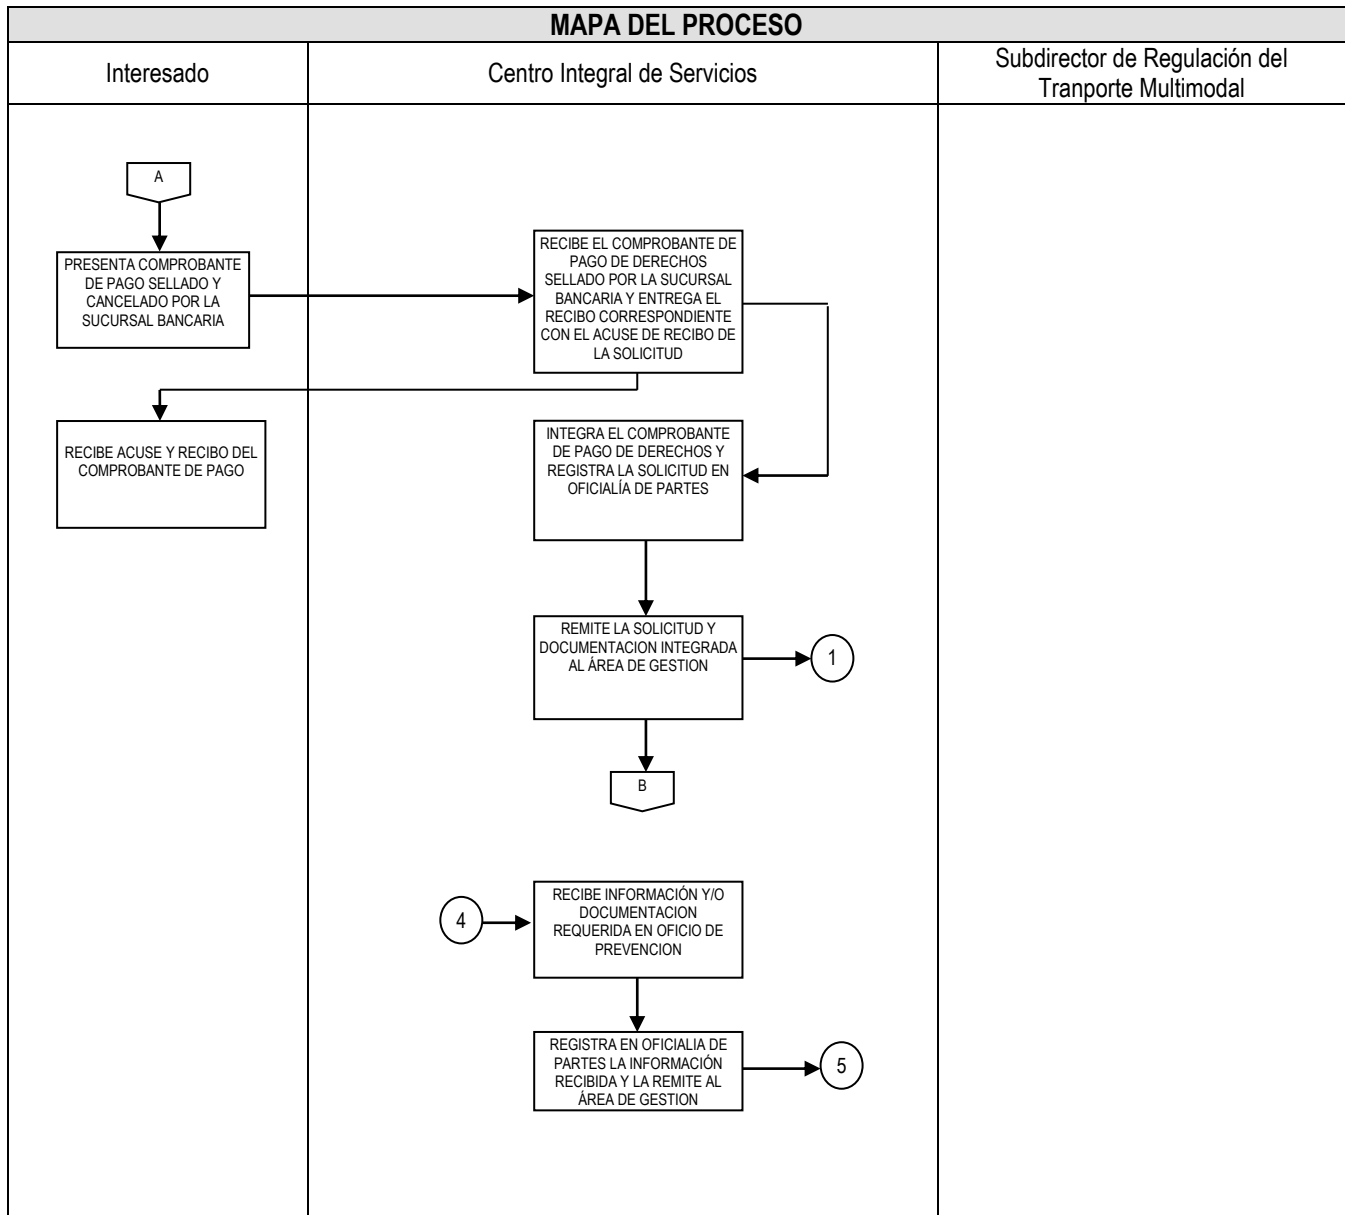 MAPA DEL PROCESO
Interesado
Centro Integral de Servicios
Subdirector de Regulación del
Tranporte Multimodal
A
PRESENTA COMPROBANTE
DE PAGO SELLADO Y
CANCELADO POR LA
SUCURSAL BANCARIA
RECIBE EL COMPROBANTE DE
PAGO DE DERECHOS
SELLADO POR LA SUCURSAL
BANCARIA Y ENTREGA EL
RECIBO CORRESPONDIENTE
CON EL ACUSE DE RECIBO DE
LA SOLICITUD
RECIBE ACUSE Y RECIBO DEL
COMPROBANTE DE PAGO
INTEGRA EL COMPROBANTE
DE PAGO DE DERECHOS Y
REGISTRA LA SOLICITUD EN
OFICIALÍA DE PARTES
REMITE LA SOLICITUD Y
DOCUMENTACION INTEGRADA
AL ÁREA DE GESTION
1
B
4
RECIBE INFORMACIÓN Y/O
DOCUMENTACION
REQUERIDA EN OFICIO DE
PREVENCION
REGISTRA EN OFICIALIA DE
PARTES LA INFORMACIÓN
RECIBIDA Y LA REMITE AL
ÁREA DE GESTION
5